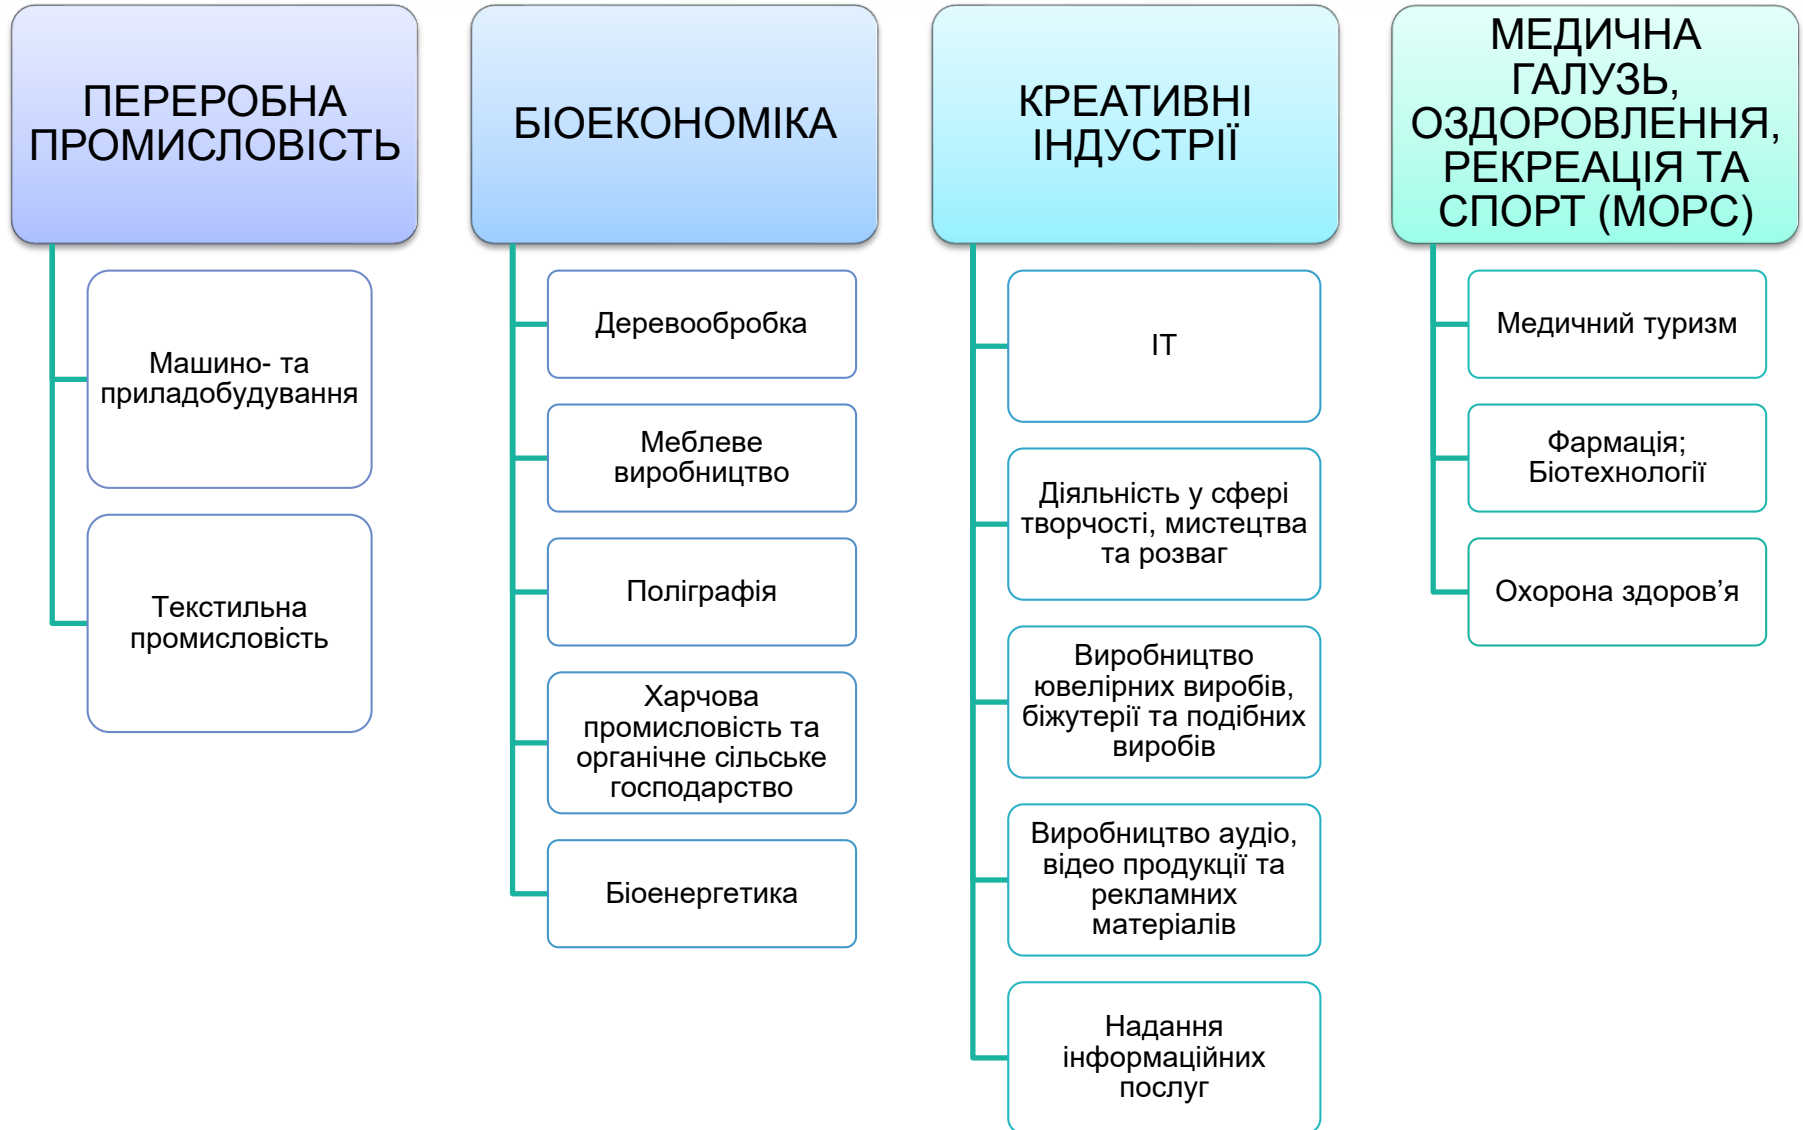 ПЕРЕРОБНА
ПРОМИСЛОВІСТЬ
Машино- та
приладобудування
Текстильна
промисловість
БІОЕКОНОМІКА
Деревообробка
Меблеве
виробництво
Поліграфія
Харчова
промисловість та
органічне сільське
господарство
Біоенергетика
КРЕАТИВНІ
ІНДУСТРІЇ
ІТ
Діяльність у сфері
творчості, мистецтва
та розваг
Виробництво
ювелірних виробів,
біжутерії та подібних
виробів
Виробництво аудіо,
відео продукції та
рекламних
матеріалів
Надання
інформаційних
послуг
МЕДИЧНА
ГАЛУЗЬ,
ОЗДОРОВЛЕННЯ,
РЕКРЕАЦІЯ ТА
СПОРТ (МОРС)
Медичний туризм
Фармація;
Біотехнології
Охорона здоров’я